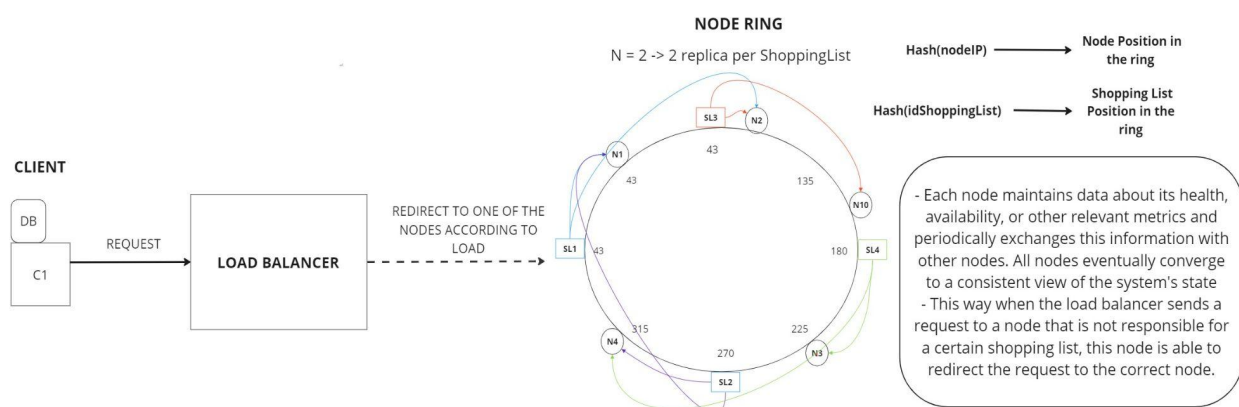 NODE RING
N = 2 -> 2 replica per ShoppingList
Hash(nodeIP)
Node Position in
the ring
Hash(idShoppingList)
Shopping List
Position in the
ring
CLIENT
DB
C1
REQUEST
LOAD BALANCER
REDIRECT TO ONE OF THE
NODES ACCORDING TO
LOAD
SL3
N2
43
N1
43
135
N10
SL1
43
180
SL4
315
225
N4
N3
270
SL2
- Each node maintains data about its health,
availability, or other relevant metrics and
periodically exchanges this information with
other nodes. All nodes eventually converge
to a consistent view of the system's state
- This way when the load balancer sends a
request to a node that is not responsible for
a certain shopping list, this node is able to
redirect the request to the correct node.